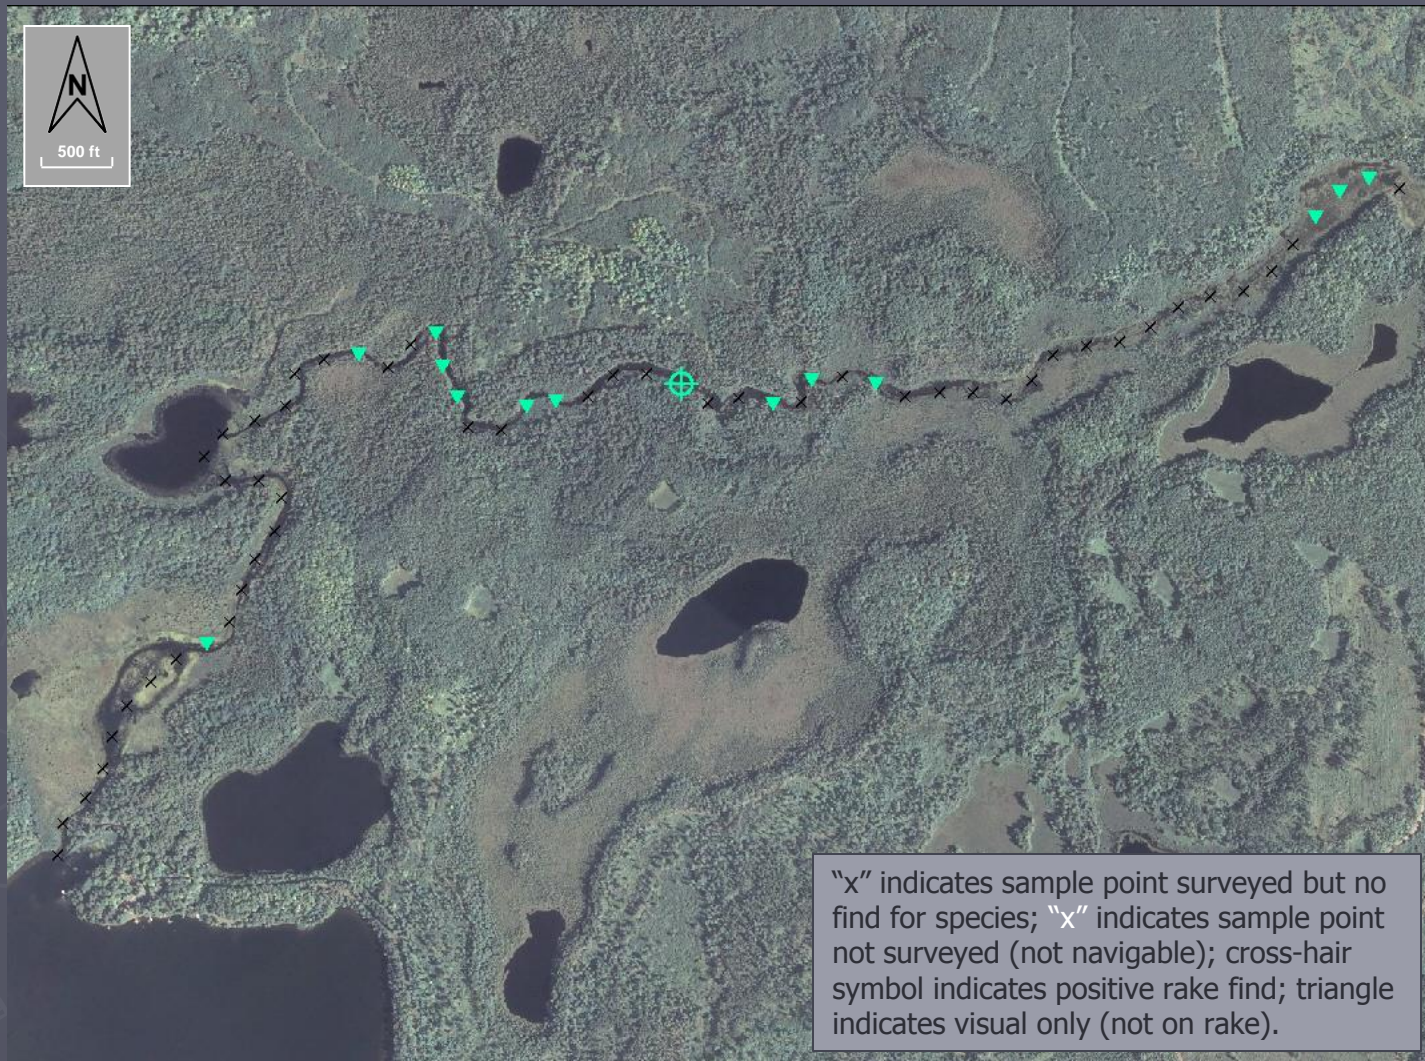 N
500 ft
“x” indicates sample point surveyed but no
find for species; “x” indicates sample point
not surveyed (not navigable); cross-hair
symbol indicates positive rake find; triangle
indicates visual only (not on rake).